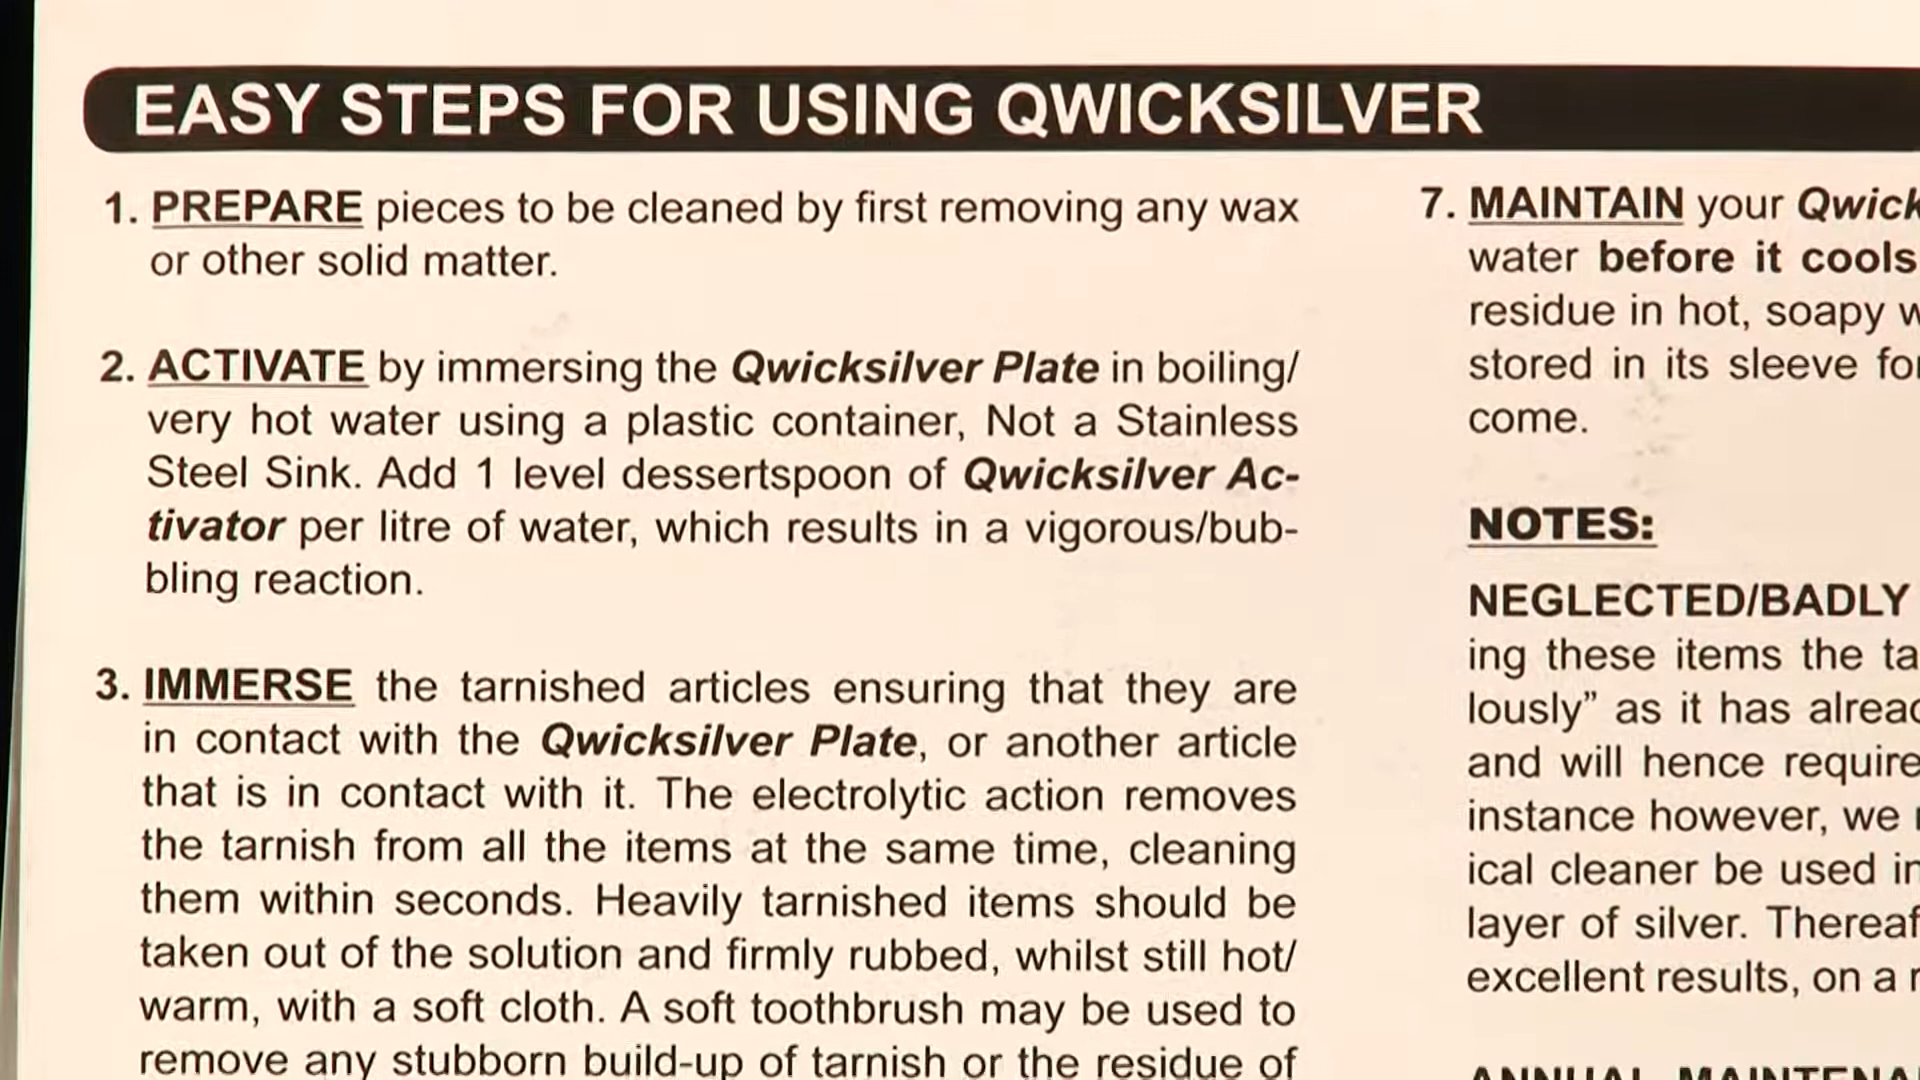 EASY STEPS FOR USING QWICKSILVER
1. PREPARE pieces to be cleaned by first removing any wax
or other solid matter.
2. ACTIVATE by immersing the Qwicksilver Plate in boiling/
very hot water using a plastic container, Not a Stainless
Steel Sink. Add 1 level dessertspoon of Qwicksilver Ac-
tivator per litre of water, which results in a vigorous/bub-
bling reaction.
3. IMMERSE the tarnished articles ensuring that they are
in contact with the Qwicksilver Plate, or another article
that is in contact with it. The electrolytic action removes
the tarnish from all the items at the same time, cleaning
them within seconds. Heavily tarnished items should be
taken out of the solution and firmly rubbed, whilst still hot/
warm, with a soft cloth. A soft toothbrush may be used to
remove any stubborn build-up of tarnish or the residue of
7. MAINTAIN your Qwick
water before it cools
residue in hot, soapy
stored in its sleeve
come.
NOTES:
NEGLECTED/BADLY
ing these items the
lously” as it has
and will hence require
instance however, we
ical cleaner be used
layer of silver.
excellent results, on a
ANNUAL